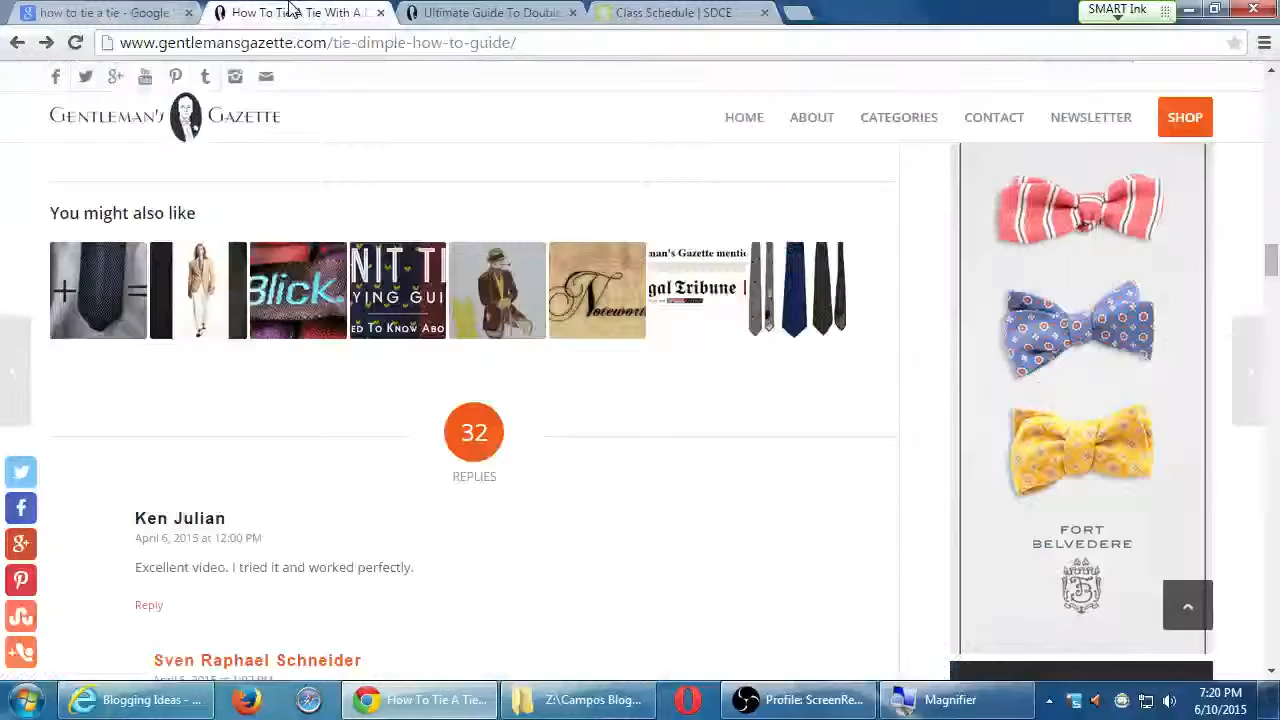 how to tie a tie - Google
How To Tie A Tie With A
Ultimate Guide To Double
Class Schedule | SDCE
SMART Ink
www.gentlemansgazette.com/tie-dimple-how-to-guide/
GENTLEMAN'S GAZETTE
HOME
ABOUT
CATEGORIES
CONTACT
NEWSLETTER
SHOP
You might also like
Blick.
NIT TI
YING GUI
ED TO KNOW ABO
Notewort
man's Gazette mentio
gal Tribune
32
REPLIES
Ken Julian
April 6, 2015 at 12:00 PM
Excellent video. I tried it and worked perfectly.
Reply
Sven Raphael Schneider
FORT
BELVEDERE
Blogging Ideas - ...
How To Tie A Tie...
Z:\Campos Blog...
Profile: ScreenRe...
Magnifier
7:20 PM
6/10/2015